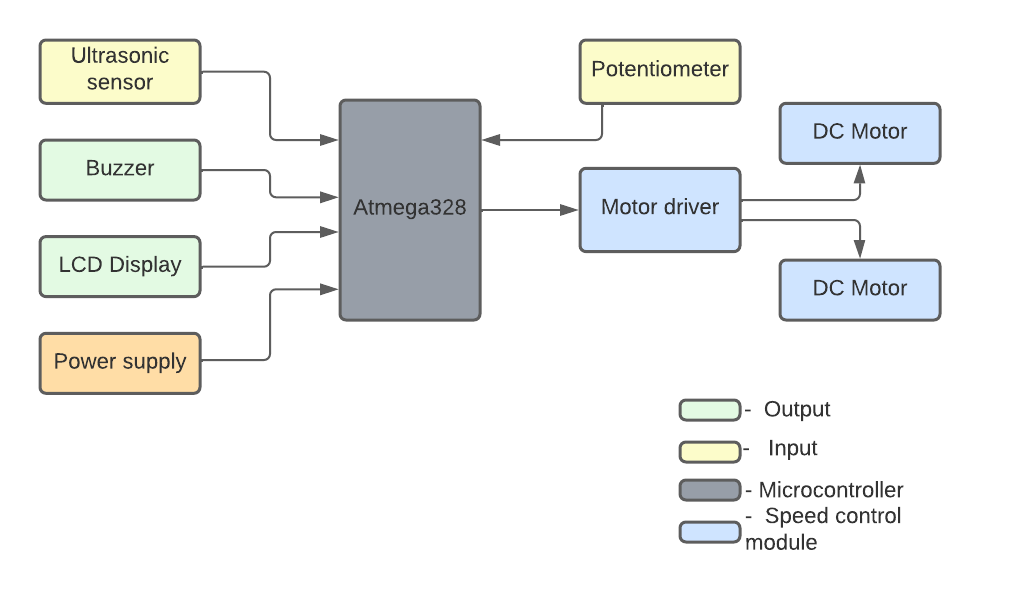 Ultrasonic
sensor
Potentiometer
DC Motor
Buzzer
Atmega328
Motor driver
LCD Display
DC Motor
Power supply
- Output
- Input
- Microcontroller
- Speed control
module